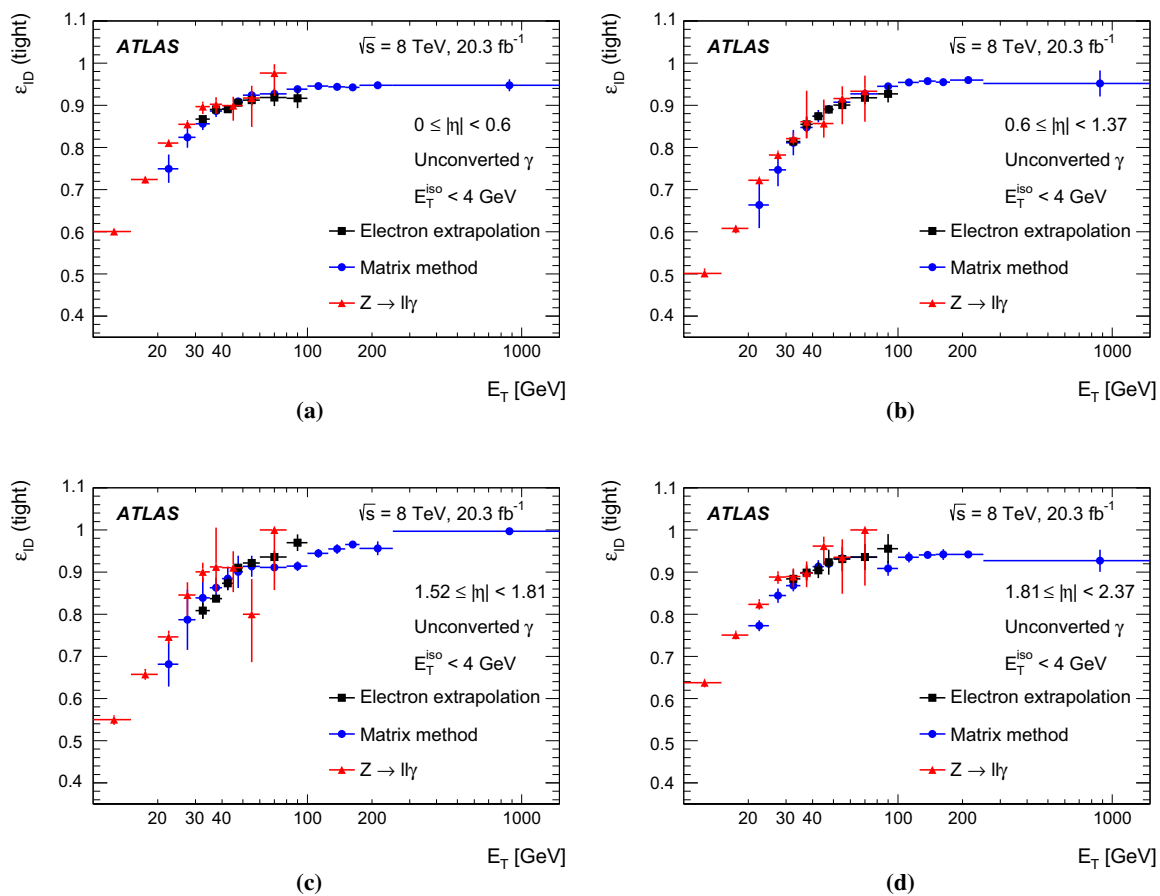 ε_ID (tight)
1.1
1
0.9
0.8
0.7
0.6
0.5
0.4
ATLAS
√s = 8 TeV, 20.3 fb⁻¹
0 ≤ |η| < 0.6
Unconverted γ
E_T^iso < 4 GeV
Electron extrapolation
Matrix method
Z → llγ
20 30 40 100 200 1000
E_T [GeV]
(a)
ε_ID (tight)
1.1
1
0.9
0.8
0.7
0.6
0.5
0.4
ATLAS
√s = 8 TeV, 20.3 fb⁻¹
0.6 ≤ |η| < 1.37
Unconverted γ
E_T^iso < 4 GeV
Electron extrapolation
Matrix method
Z → llγ
20 30 40 100 200 1000
E_T [GeV]
(b)
ε_ID (tight)
1.1
1
0.9
0.8
0.7
0.6
0.5
0.4
ATLAS
√s = 8 TeV, 20.3 fb⁻¹
1.52 ≤ |η| < 1.81
Unconverted γ
E_T^iso < 4 GeV
Electron extrapolation
Matrix method
Z → llγ
20 30 40 100 200 1000
E_T [GeV]
(c)
ε_ID (tight)
1.1
1
0.9
0.8
0.7
0.6
0.5
0.4
ATLAS
√s = 8 TeV, 20.3 fb⁻¹
1.81 ≤ |η| < 2.37
Unconverted γ
E_T^iso < 4 GeV
Electron extrapolation
Matrix method
Z → llγ
20 30 40 100 200 1000
E_T [GeV]
(d)